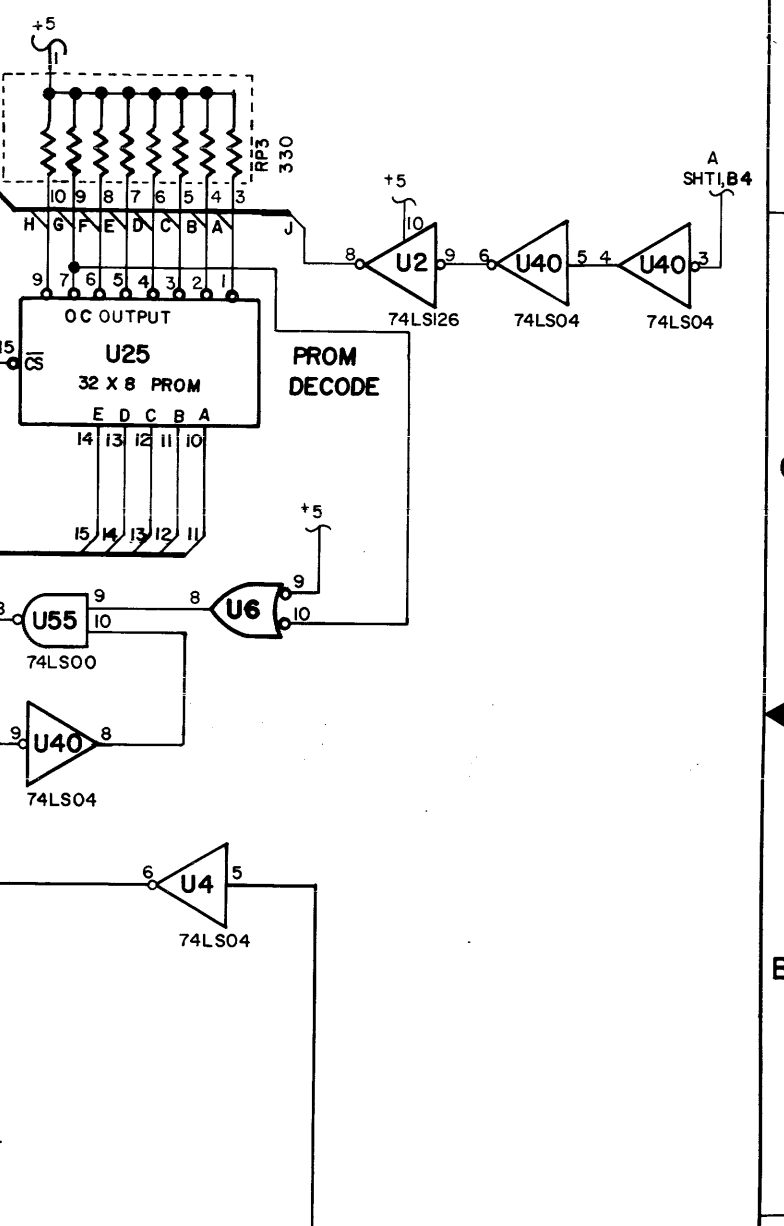 +5
1
RP3
330
10 9 8 7 6 5 4 3
H G F E D C B A J
A
SHT1,B4
+5
10
8 U2 9 6 U40 5 4 U40 3
74LS126 74LS04 74LS04
9 7 6 5 4 3 2 1
OC OUTPUT
15 CS
U25
32 X 8 PROM
PROM
DECODE
E D C B A
14 13 12 11 10
15 14 13 12 11
+5
9
8 U6
10
U55 9
10
74LS00
9 U40 8
74LS04
6 U4 5
74LS04